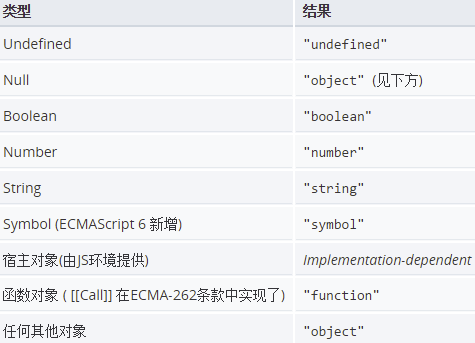 类型 结果
Undefined "undefined"
Null "object" (见下方)
Boolean "boolean"
Number "number"
String "string"
Symbol (ECMAScript 6 新增) "symbol"
宿主对象(由JS环境提供) Implementation-dependent
函数对象 ( [[Call]] 在ECMA-262条款中实现了) "function"
任何其他对象 "object"